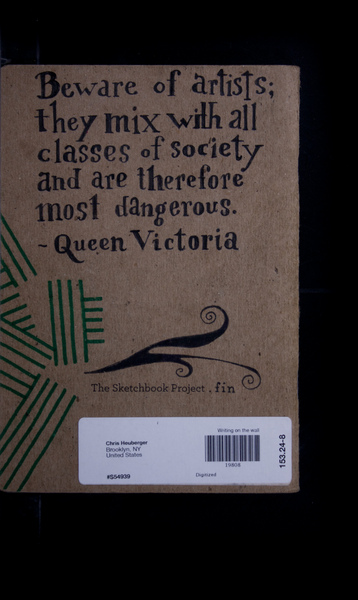 Beware of artists;
they mix with all
classes of society
and are therefore
most dangerous.
~ Queen Victoria
The Sketchbook Project . fin
Writing on the wall
Chris Heuberger
Brooklyn, NY
United States
19808
153.24-8
#S54939
Digitized